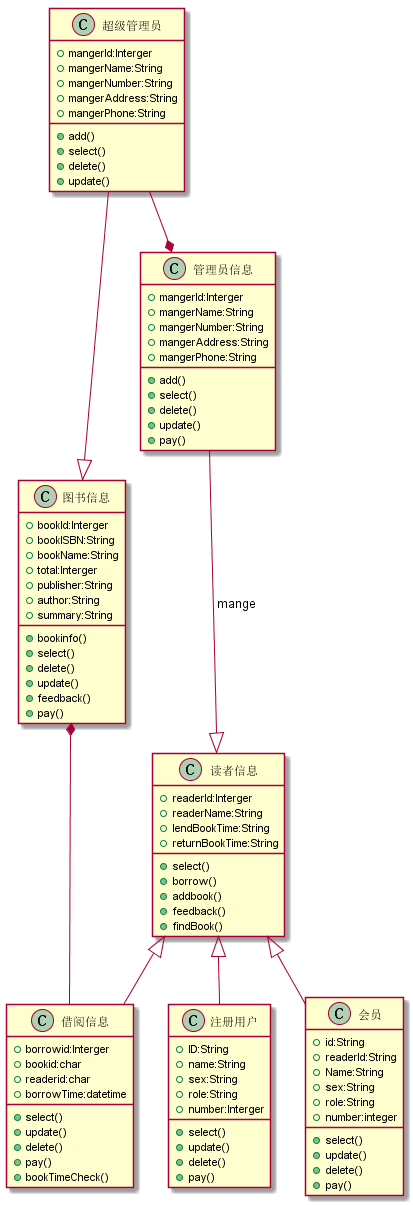 C 超级管理员
mangerId:Interger
mangerName:String
mangerNumber:String
mangerAddress:String
mangerPhone:String
add()
select()
delete()
update()
C 管理员信息
mangerId:Interger
mangerName:String
mangerNumber:String
mangerAddress:String
mangerPhone:String
add()
select()
delete()
update()
pay()
C 图书信息
bookId:Interger
bookISBN:String
bookName:String
total:Interger
publisher:String
author:String
summary:String
bookinfo()
select()
delete()
update()
feedback()
pay()
mange
C 读者信息
readerId:Interger
readerName:String
lendBookTime:String
returnBookTime:String
select()
borrow()
addbook()
feedback()
findBook()
C 借阅信息
borrowid:Interger
bookid:char
readerid:char
borrowTime:datetime
select()
update()
delete()
pay()
bookTimeCheck()
C 注册用户
ID:String
name:String
sex:String
role:String
number:Interger
select()
update()
delete()
pay()
C 会员
id:String
readerId:String
Name:String
sex:String
role:String
number:integer
select()
update()
delete()
pay()